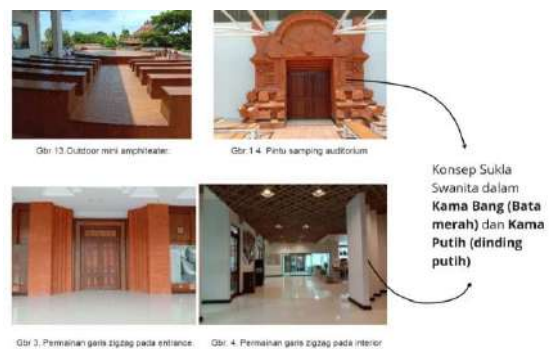 Gbr 13.Outdoor mini amphiteater.
Gbr.1 4. Pintu samping auditorium
Konsep Sukla
Swanita dalam
Kama Bang (Bata
merah) dan Kama
Putih (dinding
putih)
Gbr 3. Permainan garis zigzag pada entrance.
Gbr. 4. Permainan garis zigzag pada interior